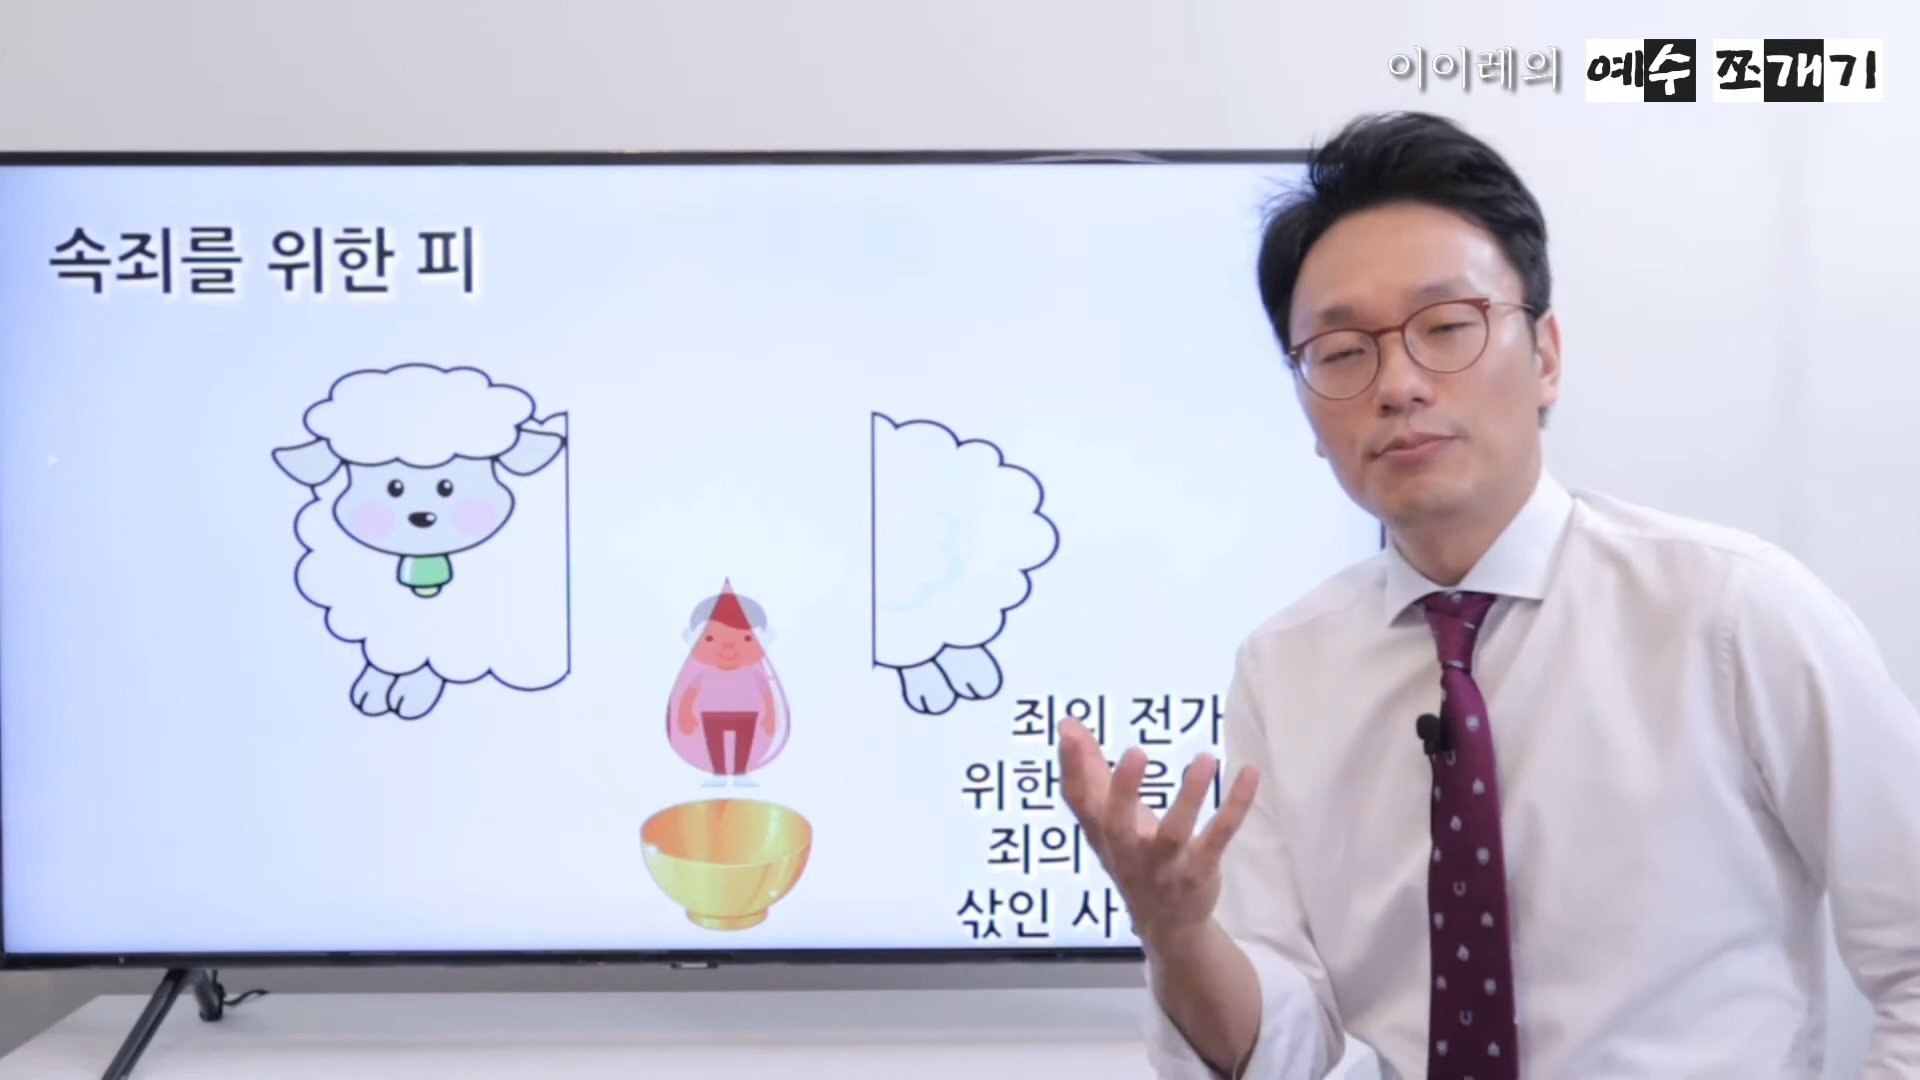 이이레의 예수 쪼개기
속죄를 위한 피
죄의 전가
위한
죄의
삯인